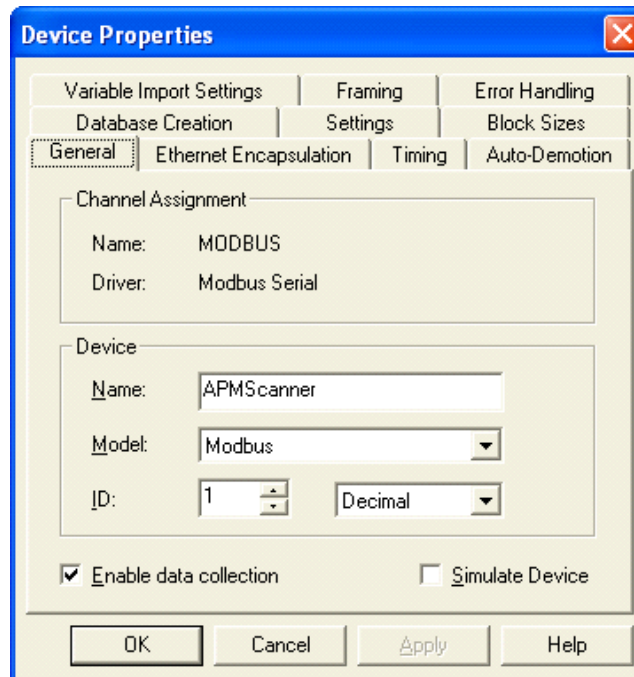 Device Properties
Variable Import Settings Framing Error Handling
Database Creation Settings Block Sizes
General Ethernet Encapsulation Timing Auto-Demotion
Channel Assignment
Name: MODBUS
Driver: Modbus Serial
Device
Name: APMScanner
Model: Modbus
ID: 1 Decimal
Enable data collection Simulate Device
OK Cancel Apply Help